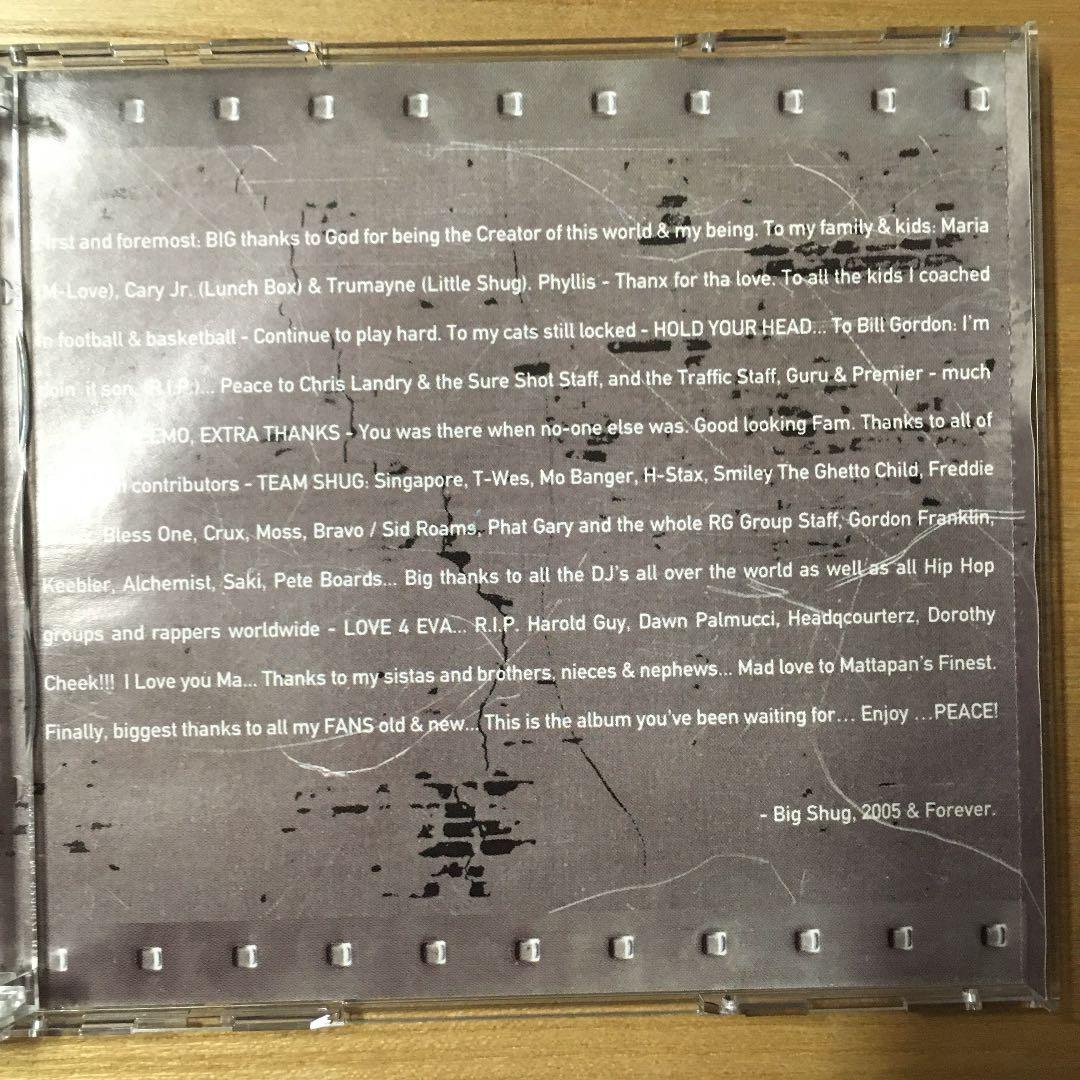 First and foremost: BIG thanks to God for being the Creator of this world & my being. To my family & kids: Maria
(M-Love), Cary Jr. (Lunch Box) & Trumayne (Little Shug). Phyllis - Thanx for tha love. To all the kids I coached
in football & basketball - Continue to play hard. To my cats still locked - HOLD YOUR HEAD... To Bill Gordon: I'm
doin' it son. (R.I.P.)... Peace to Chris Landry & the Sure Shot Staff, and the Traffic Staff, Guru & Premier - much
EXTRA THANKS - You was there when no-one else was. Good looking Fam. Thanks to all of
contributors - TEAM SHUG: Singapore, T-Wes, Mo Banger, H-Stax, Smiley The Ghetto Child, Freddie
Bless One, Crux, Moss, Bravo / Sid Roams, Phat Gary and the whole RG Group Staff, Gordon Franklin,
Keebler, Alchemist, Saki, Pete Boards... Big thanks to all the DJ's all over the world as well as all Hip Hop
groups and rappers worldwide - LOVE 4 EVA... R.I.P. Harold Guy, Dawn Palmucci, Headqcourterz, Dorothy
Cheek!!! I Love you Ma... Thanks to my sistas and brothers, nieces & nephews... Mad love to Mattapan's Finest.
Finally, biggest thanks to all my FANS old & new... This is the album you've been waiting for... Enjoy ...PEACE!
- Big Shug, 2005 & Forever.